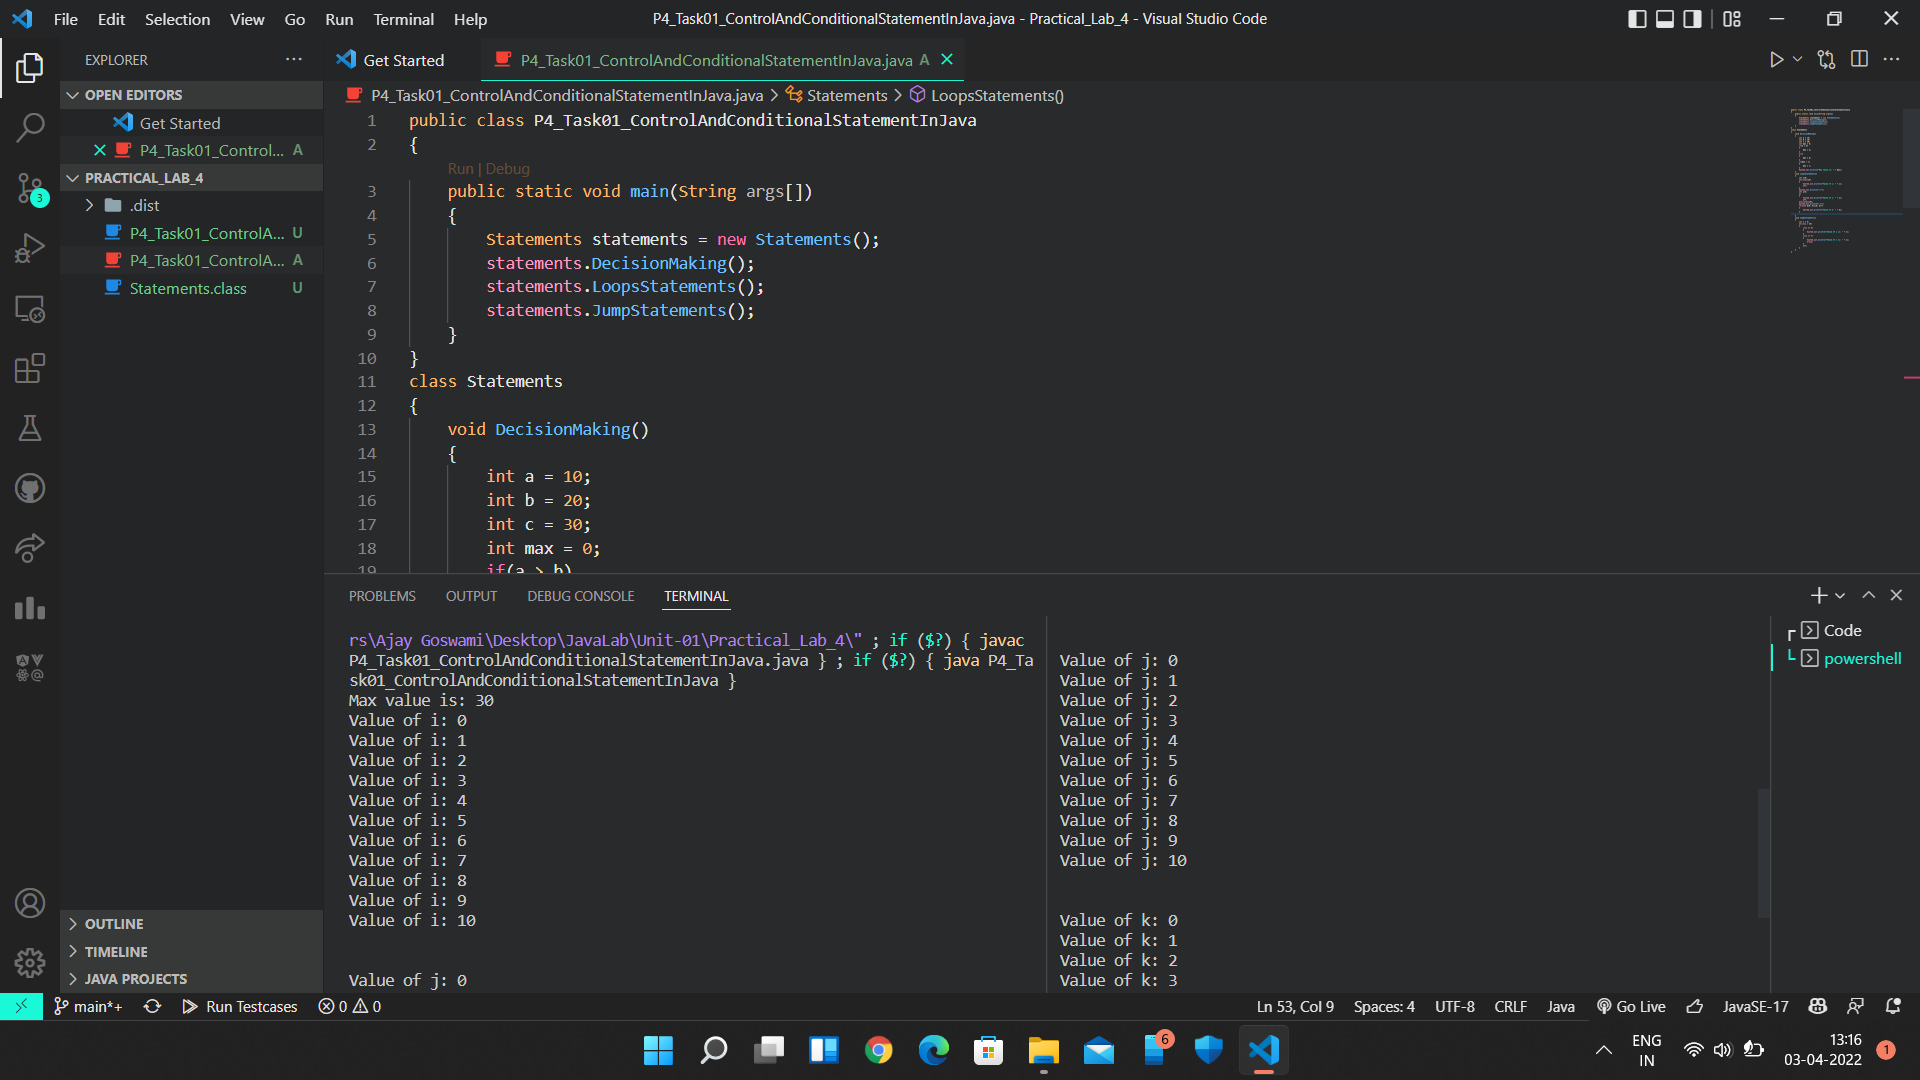 File Edit Selection View Go Run Terminal Help
P4_Task01_ControlAndConditionalStatementInJava.java - Practical_Lab_4 - Visual Studio Code
EXPLORER
OPEN EDITORS
Get Started
P4_Task01_Control... A
PRACTICAL_LAB_4
.dist
P4_Task01_ControlA... U
P4_Task01_ControlA... A
Statements.class U
3
OUTLINE
TIMELINE
JAVA PROJECTS
Get Started
P4_Task01_ControlAndConditionalStatementInJava.java A
P4_Task01_ControlAndConditionalStatementInJava.java > Statements > LoopsStatements()
1 public class P4_Task01_ControlAndConditionalStatementInJava
2 {
Run | Debug
3 public static void main(String args[])
4 {
5 Statements statements = new Statements();
6 statements.DecisionMaking();
7 statements.LoopsStatements();
8 statements.JumpStatements();
9 }
10 }
11 class Statements
12 {
13 void DecisionMaking()
14 {
15 int a = 10;
16 int b = 20;
17 int c = 30;
18 int max = 0;
19 if(a > b)
PROBLEMS OUTPUT DEBUG CONSOLE TERMINAL
rs\Ajay Goswami\Desktop\JavaLab\Unit-01\Practical_Lab_4\" ; if ($?) { javac
P4_Task01_ControlAndConditionalStatementInJava.java } ; if ($?) { java P4_Ta
sk01_ControlAndConditionalStatementInJava }
Max value is: 30
Value of i: 0
Value of i: 1
Value of i: 2
Value of i: 3
Value of i: 4
Value of i: 5
Value of i: 6
Value of i: 7
Value of i: 8
Value of i: 9
Value of i: 10
Value of j: 0
Value of j: 0
Value of j: 1
Value of j: 2
Value of j: 3
Value of j: 4
Value of j: 5
Value of j: 6
Value of j: 7
Value of j: 8
Value of j: 9
Value of j: 10
Value of k: 0
Value of k: 1
Value of k: 2
Value of k: 3
Code
powershell
main*+ Run Testcases 0 0
Ln 53, Col 9 Spaces: 4 UTF-8 CRLF Java Go Live JavaSE-17
6
ENG
IN
13:16
03-04-2022
1